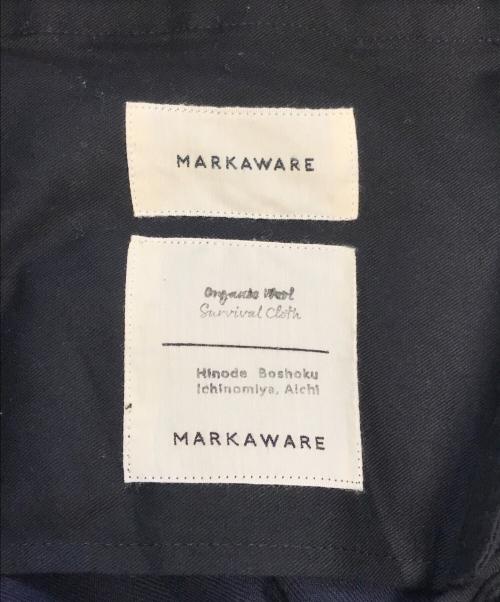 MARKAWARE
Organic Wool
Survival Cloth
Hinode Boshoku
Ichinomiya, Aichi
MARKAWARE